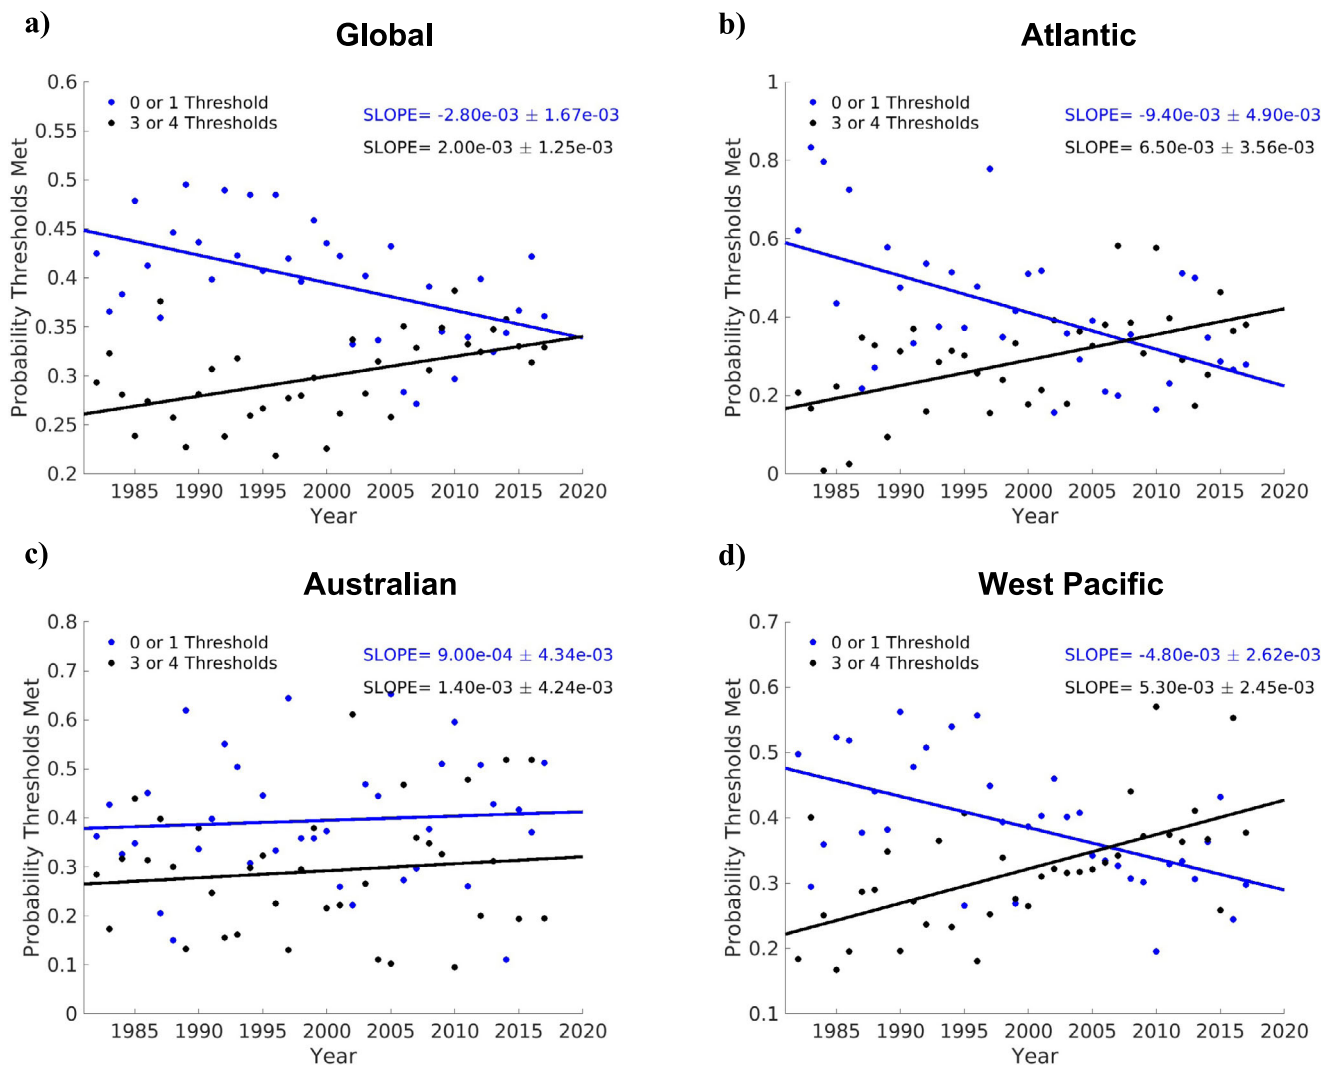 a)
Global
Probability Thresholds Met
0.6
0.55
0.5
0.45
0.4
0.35
0.3
0.25
0.2
0 or 1 Threshold
3 or 4 Thresholds
SLOPE= -2.80e-03 ± 1.67e-03
SLOPE= 2.00e-03 ± 1.25e-03
1985 1990 1995 2000 2005 2010 2015 2020
Year
b)
Atlantic
Probability Thresholds Met
1
0.8
0.6
0.4
0.2
0
0 or 1 Threshold
3 or 4 Thresholds
SLOPE= -9.40e-03 ± 4.90e-03
SLOPE= 6.50e-03 ± 3.56e-03
1985 1990 1995 2000 2005 2010 2015 2020
Year
c)
Australian
Probability Thresholds Met
0.8
0.7
0.6
0.5
0.4
0.3
0.2
0.1
0
0 or 1 Threshold
3 or 4 Thresholds
SLOPE= 9.00e-04 ± 4.34e-03
SLOPE= 1.40e-03 ± 4.24e-03
1985 1990 1995 2000 2005 2010 2015 2020
Year
d)
West Pacific
Probability Thresholds Met
0.7
0.6
0.5
0.4
0.3
0.2
0.1
0 or 1 Threshold
3 or 4 Thresholds
SLOPE= -4.80e-03 ± 2.62e-03
SLOPE= 5.30e-03 ± 2.45e-03
1985 1990 1995 2000 2005 2010 2015 2020
Year